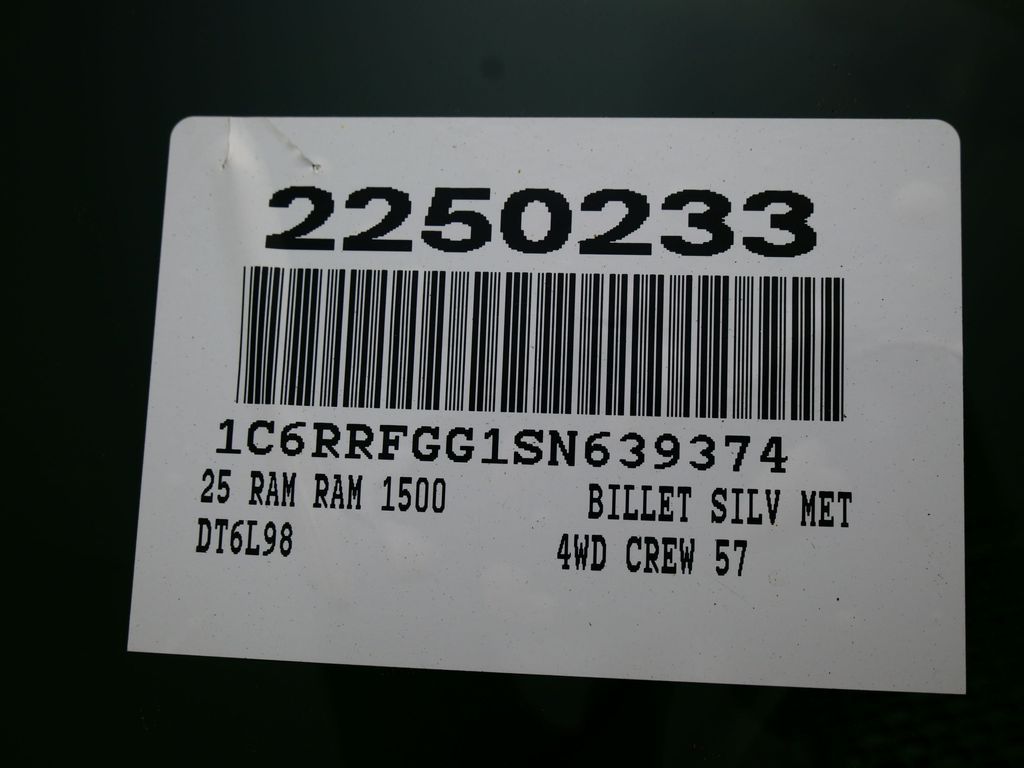 2250233
1C6RRFGG1SN639374
25 RAM RAM 1500 BILLET SILV MET
DT6L98 4WD CREW 57